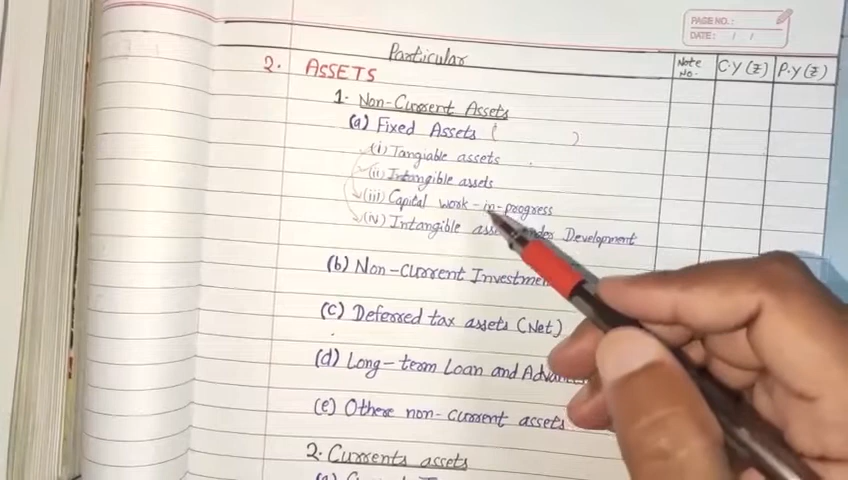 PAGE NO.:
DATE: / /
Particular
Note No.
C.Y (₹)
P.Y (₹)
2. ASSETS
1. Non-Current Assets
(a) Fixed Assets ( )
(i) Tangiable assets
(ii) Intangible assets
(iii) Capital work-in-progress
(iv) Intangible Development
(b) Non-Current
(c) Deferred tax assets (Net)
(d) Long-term Loan and
(e) Othere non-current assets
2. Currents assets